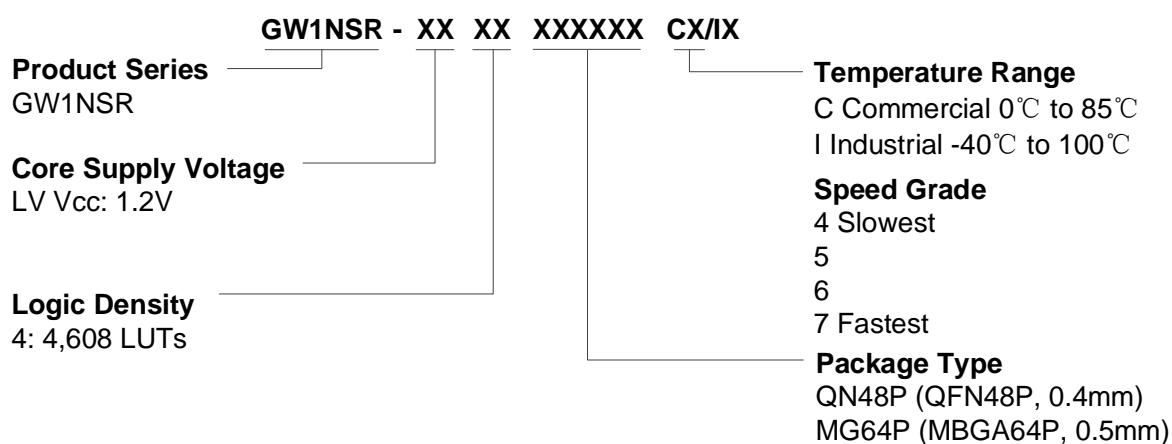 GW1NSR - XX XX XXXXXX CX/IX
Product Series
GW1NSR
Core Supply Voltage
LV Vcc: 1.2V
Logic Density
4: 4,608 LUTs
Temperature Range
C Commercial 0℃ to 85℃
I Industrial -40℃ to 100℃
Speed Grade
4 Slowest
5
6
7 Fastest
Package Type
QN48P (QFN48P, 0.4mm)
MG64P (MBGA64P, 0.5mm)